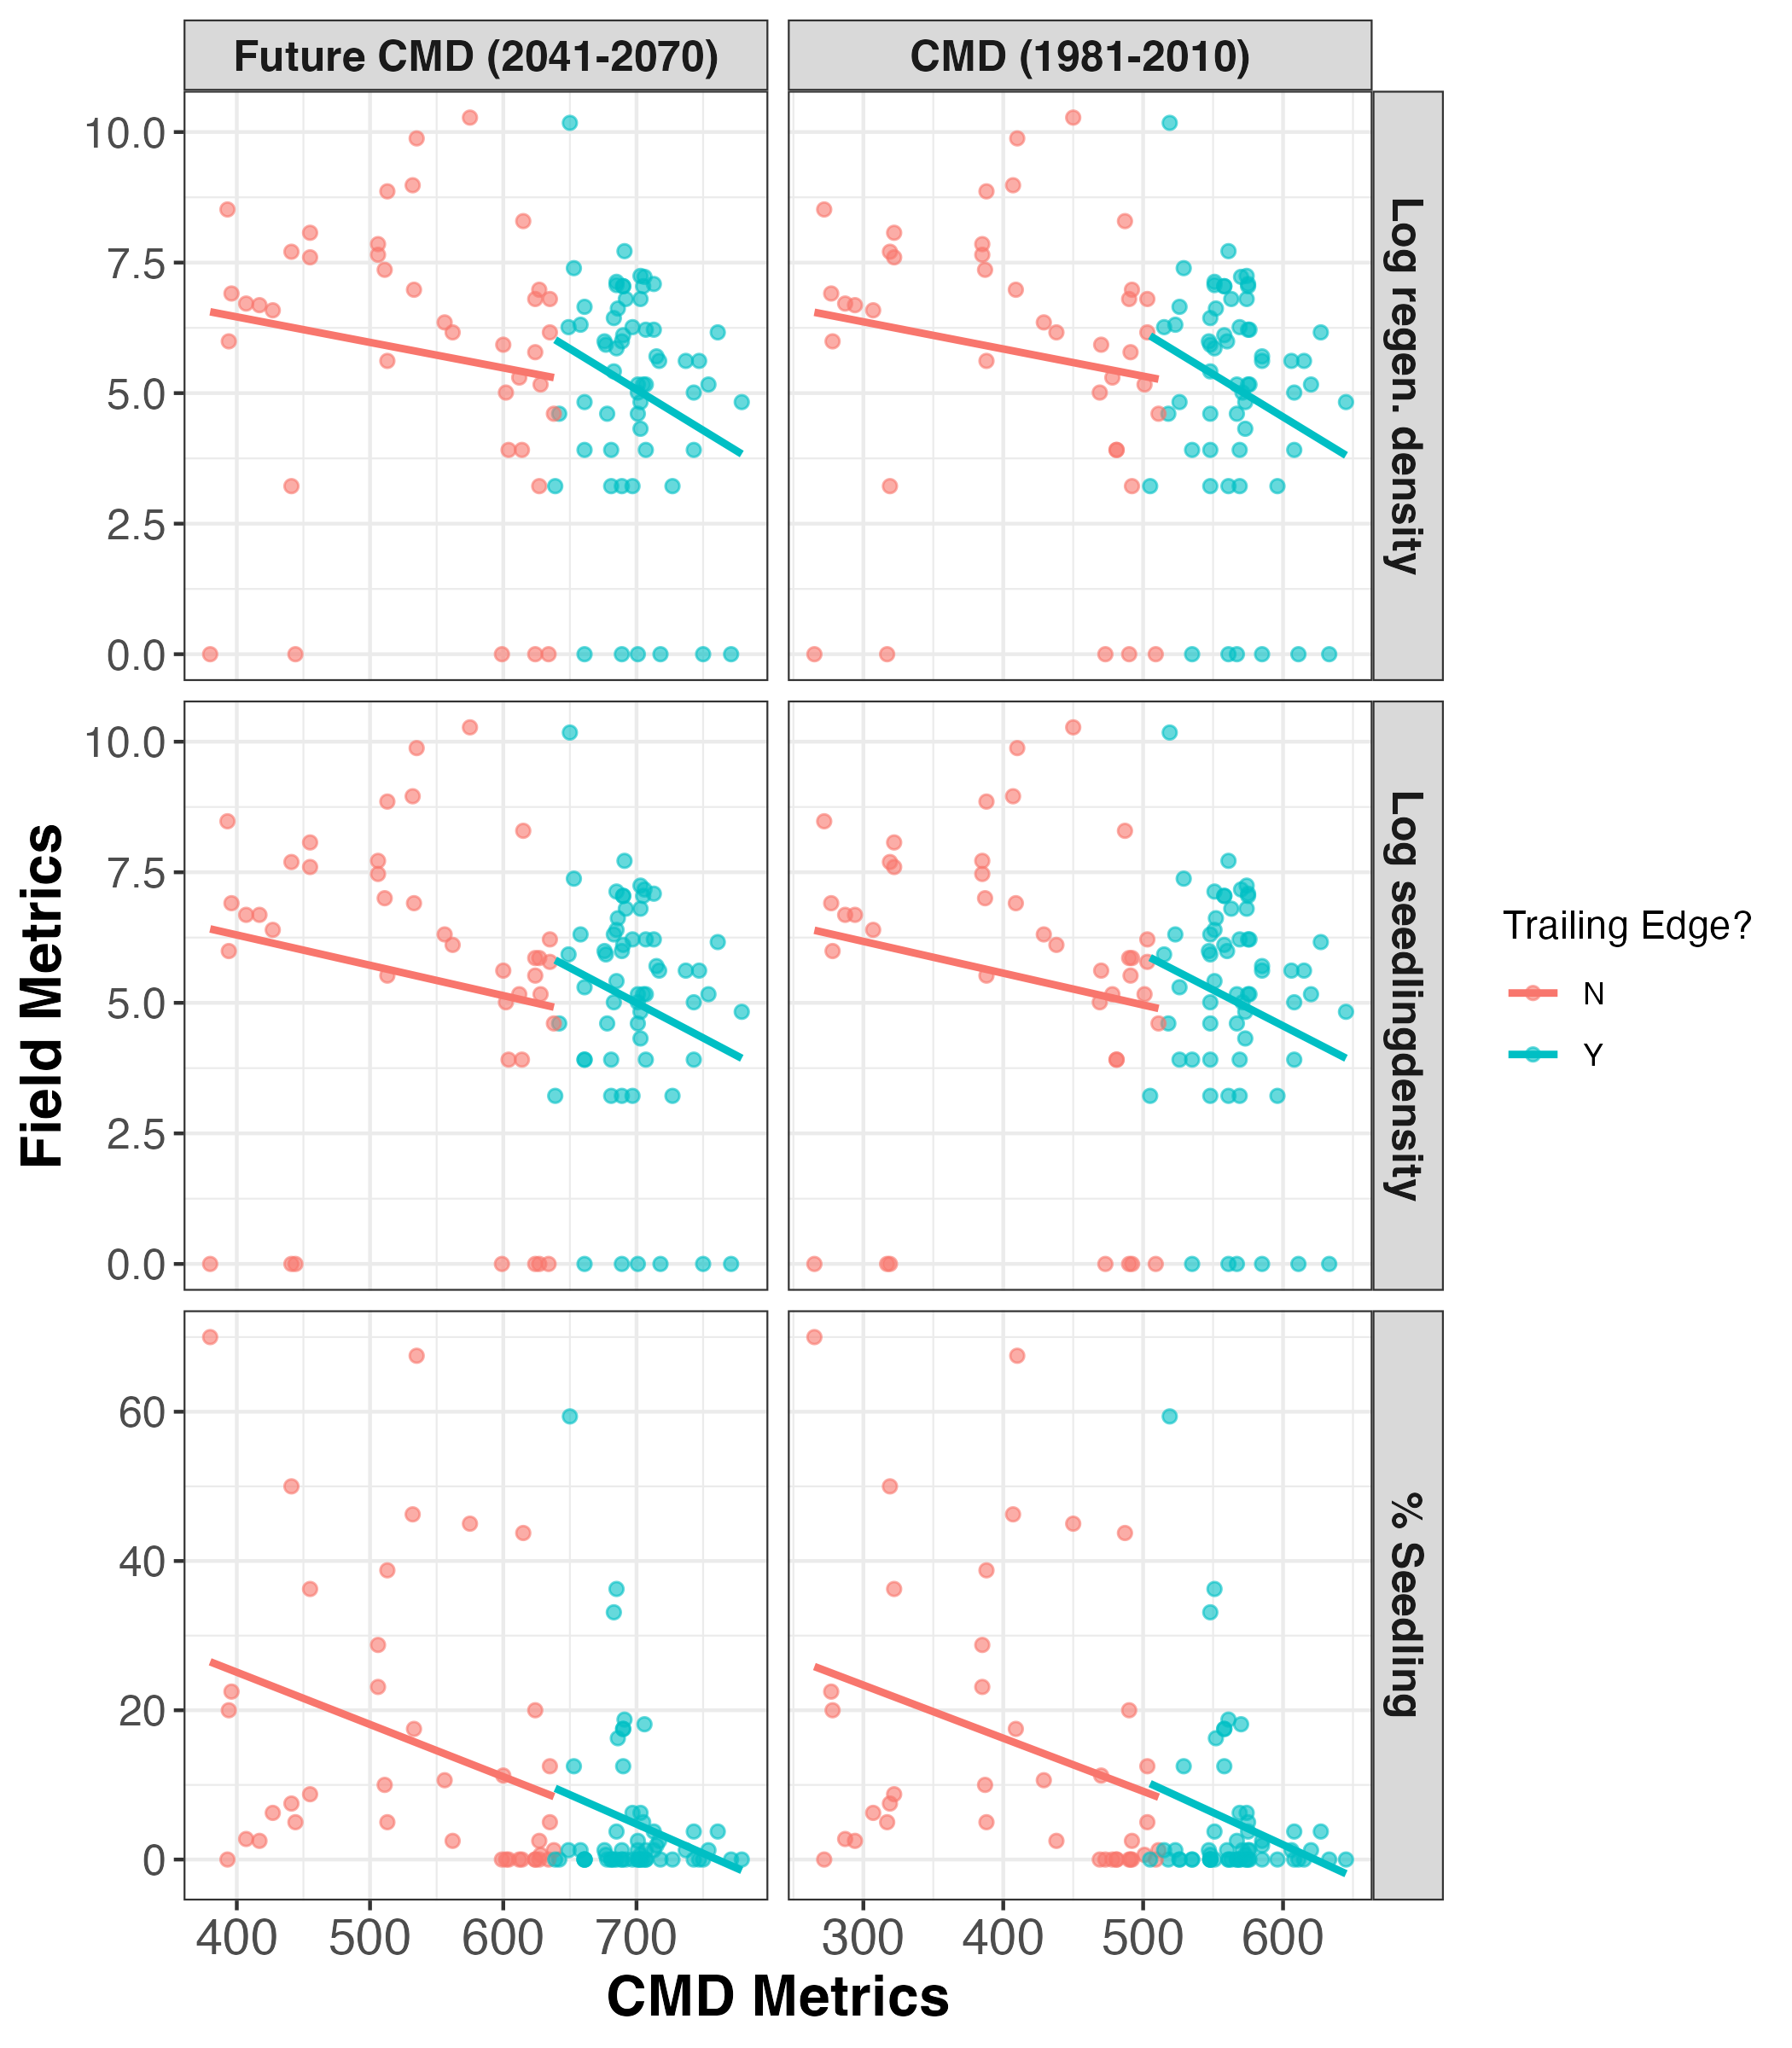 Future CMD (2041-2070)
CMD (1981-2010)
10.0
7.5
5.0
2.5
0.0
Log regen. density
10.0
7.5
5.0
2.5
0.0
Log seedlingdensity
60
40
20
0
% Seedling
400
500
600
700
300
400
500
600
Field Metrics
CMD Metrics
Trailing Edge?
N
Y